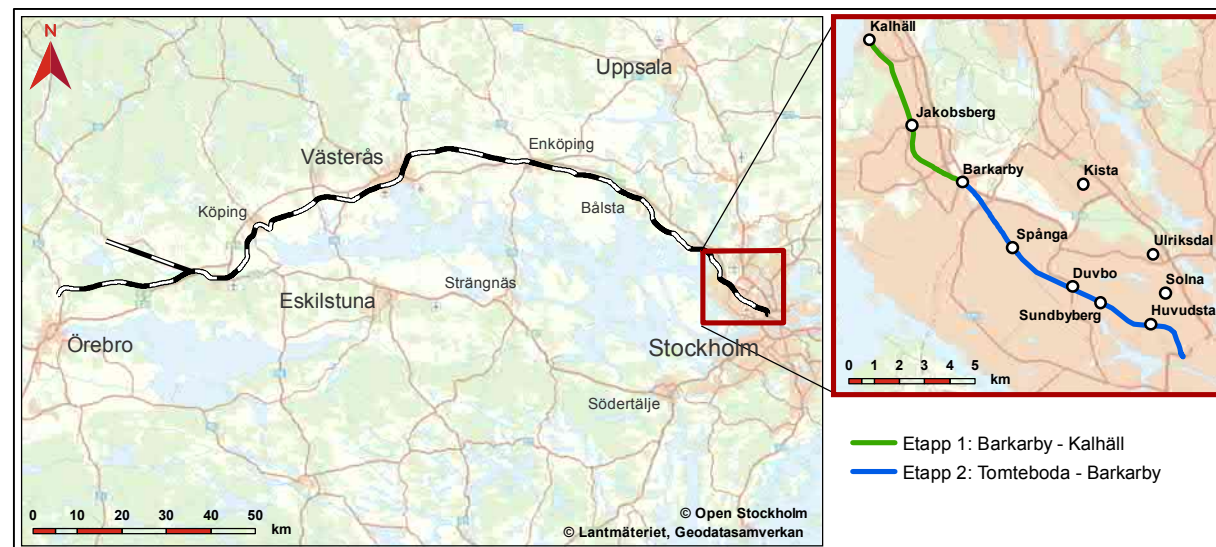 N
Uppsala
Enköping
Västerås
Köping
Bålsta
Strängnäs
Eskilstuna
Örebro
Stockholm
Södertälje
0 10 20 30 40 50
km
© Open Stockholm
© Lantmäteriet, Geodatasamverkan
Kalhäll
Jakobsberg
Barkarby
Kista
Spånga
Ulriksdal
Duvbo
Solna
Sundbyberg
Huvudsta
0 1 2 3 4 5
km
Etapp 1: Barkarby - Kalhäll
Etapp 2: Tomteboda - Barkarby